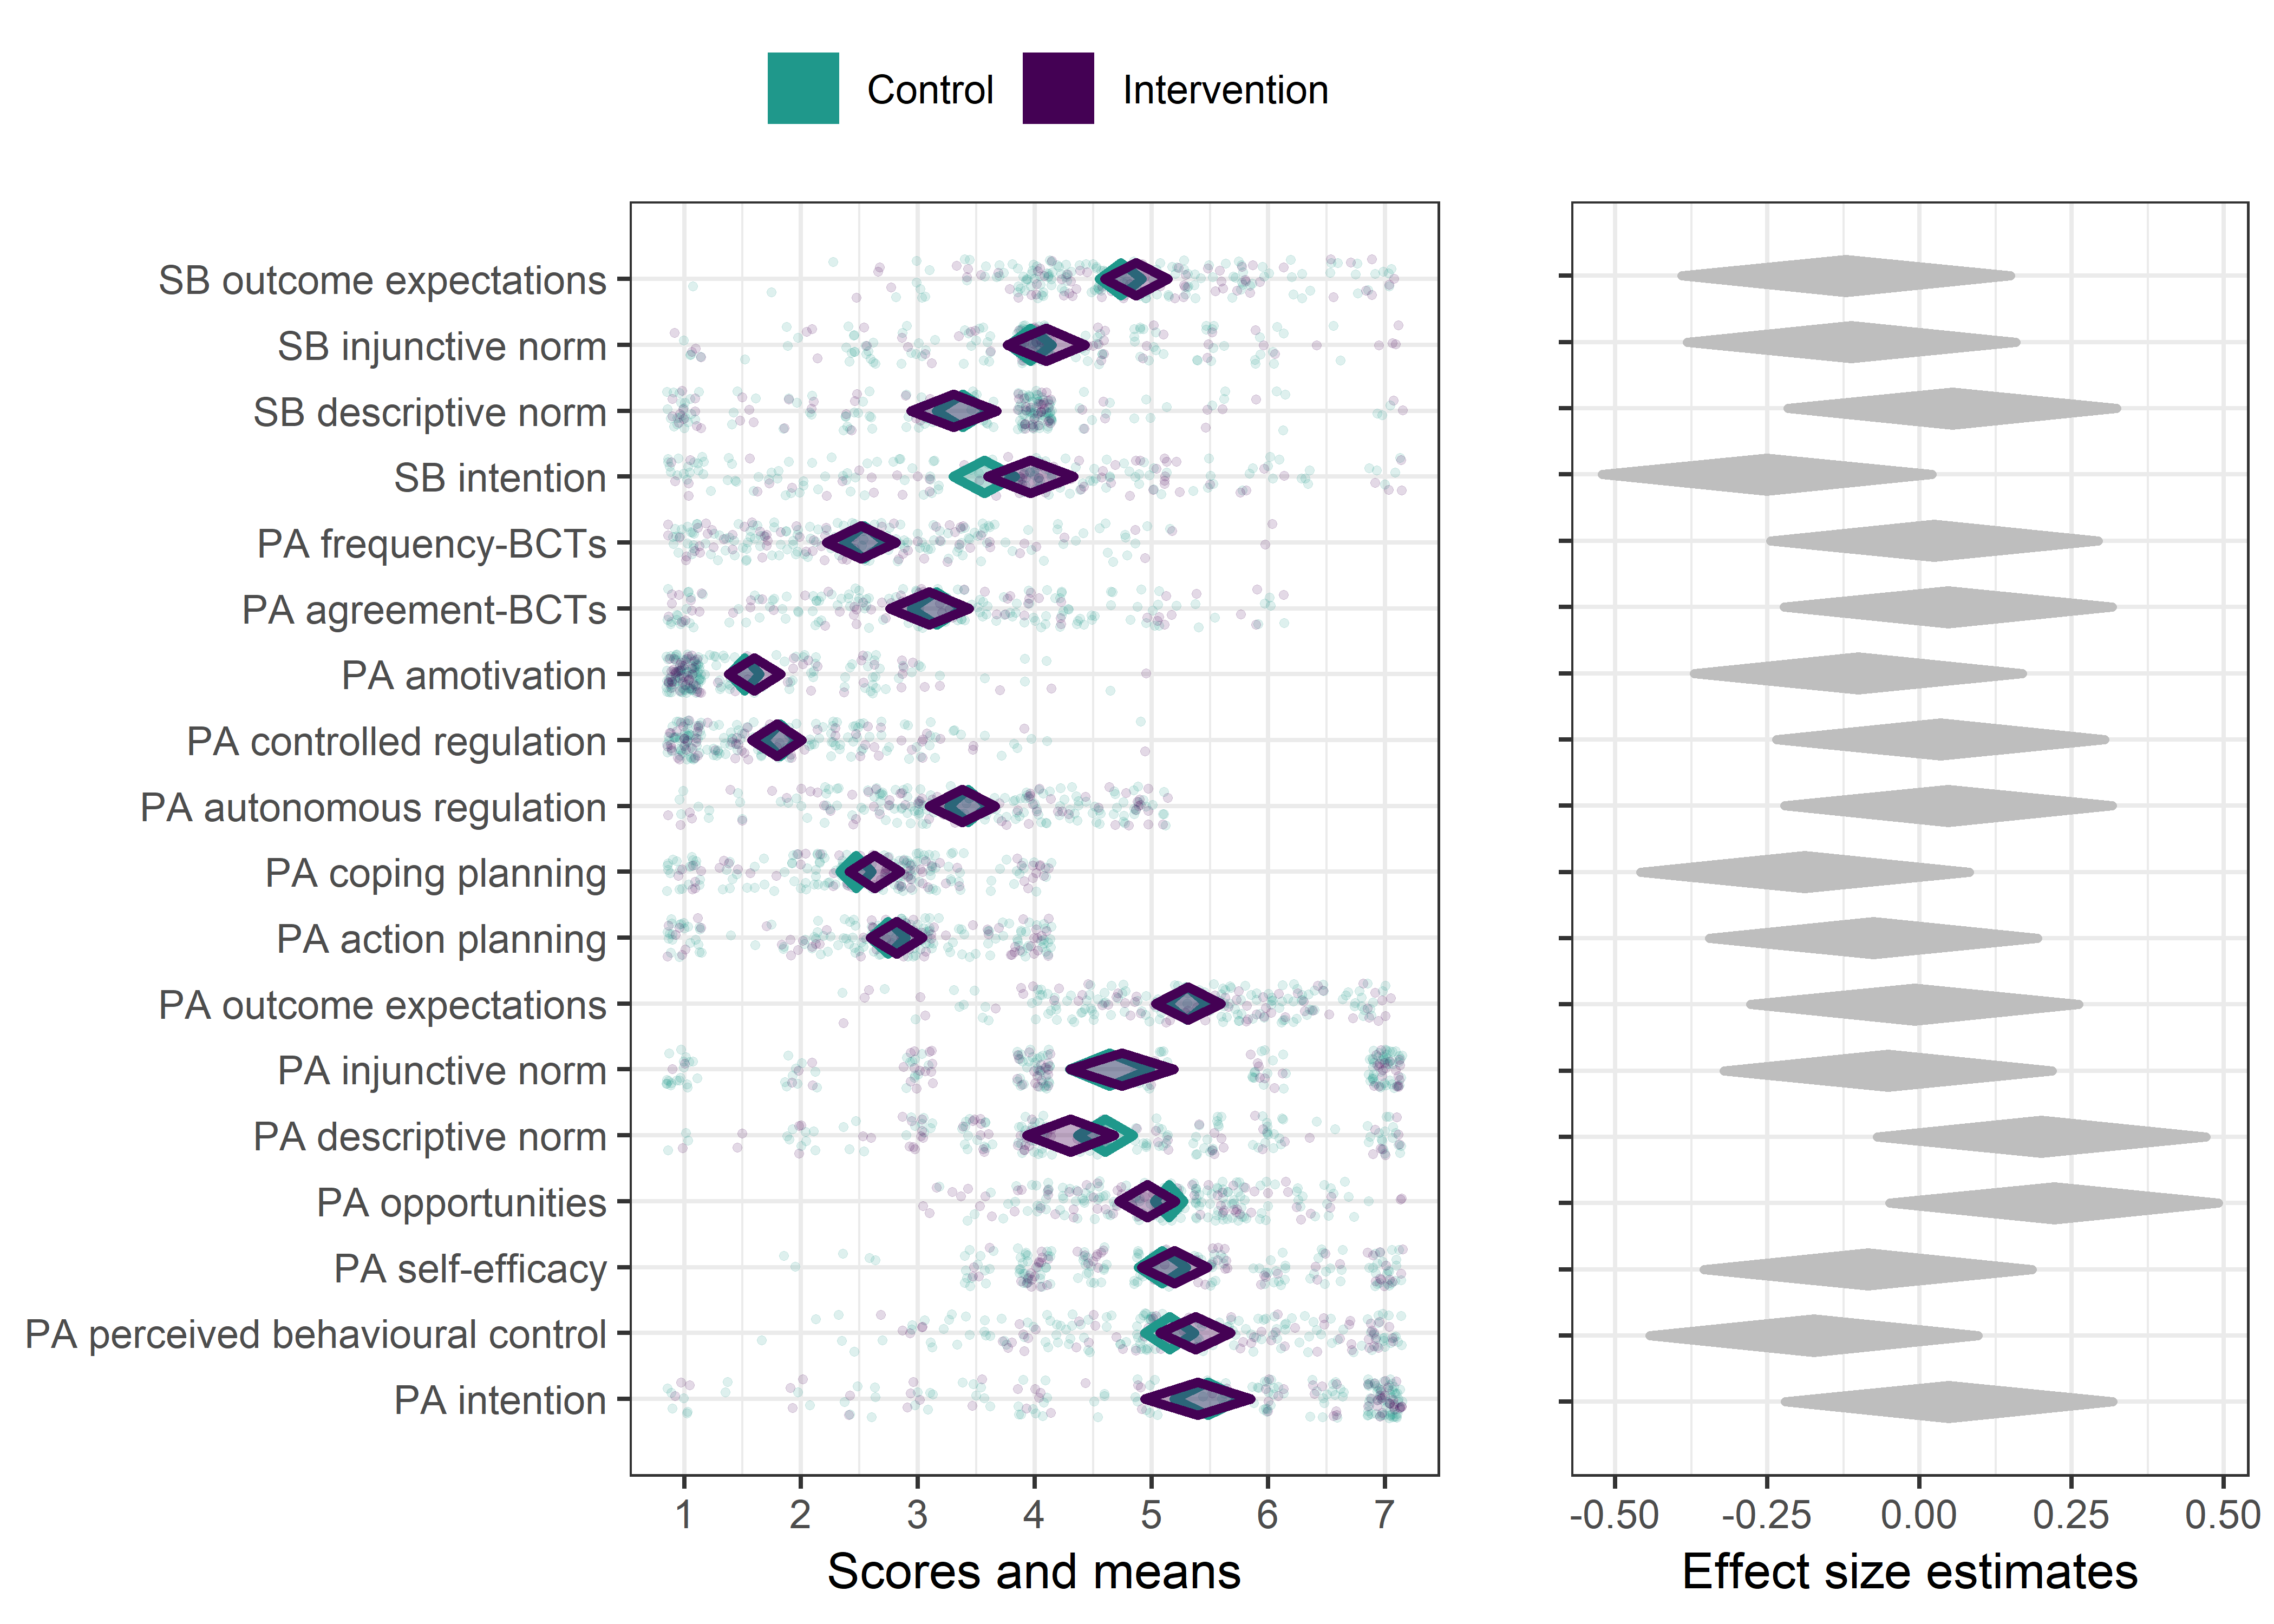 Control Intervention
SB outcome expectations
SB injunctive norm
SB descriptive norm
SB intention
PA frequency-BCTs
PA agreement-BCTs
PA amotivation
PA controlled regulation
PA autonomous regulation
PA coping planning
PA action planning
PA outcome expectations
PA injunctive norm
PA descriptive norm
PA opportunities
PA self-efficacy
PA perceived behavioural control
PA intention
1 2 3 4 5 6 7
Scores and means
-0.50 -0.25 0.00 0.25 0.50
Effect size estimates